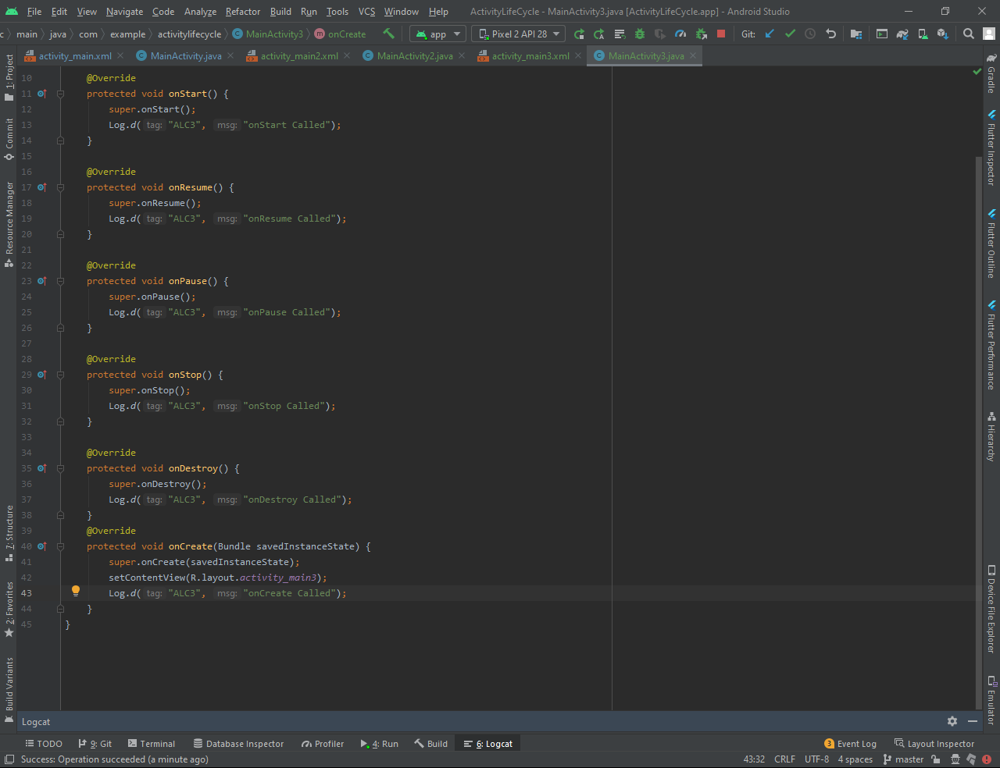 File Edit View Navigate Code Analyze Refactor Build Run Tools VCS Window Help ActivityLifeCycle - MainActivity3.java [ActivityLifeCycle.app] - Android Studio
c main java com example activitylifecycle C MainActivity3 m onCreate app Pixel 2 API 28 Git:
activity_main.xml C MainActivity.java activity_main2.xml C MainActivity2.java activity_main3.xml C MainActivity3.java
10 @Override
11 protected void onStart() {
12 super.onStart();
13 Log.d( tag: "ALC3", msg: "onStart Called");
14 }
15
16 @Override
17 protected void onResume() {
18 super.onResume();
19 Log.d( tag: "ALC3", msg: "onResume Called");
20 }
21
22 @Override
23 protected void onPause() {
24 super.onPause();
25 Log.d( tag: "ALC3", msg: "onPause Called");
26 }
27
28 @Override
29 protected void onStop() {
30 super.onStop();
31 Log.d( tag: "ALC3", msg: "onStop Called");
32 }
33
34 @Override
35 protected void onDestroy() {
36 super.onDestroy();
37 Log.d( tag: "ALC3", msg: "onDestroy Called");
38 }
39 @Override
40 protected void onCreate(Bundle savedInstanceState) {
41 super.onCreate(savedInstanceState);
42 setContentView(R.layout.activity_main3);
43 Log.d( tag: "ALC3", msg: "onCreate Called");
44 }
45 }
1: Project
Commit
Resource Manager
7: Structure
2: Favorites
Build Variants
Gradle
Flutter Inspector
Flutter Outline
Flutter Performance
Hierarchy
Device File Explorer
Emulator
Logcat
TODO 9: Git Terminal Database Inspector Profiler 4: Run Build 6: Logcat 3 Event Log Layout Inspector
Success: Operation succeeded (a minute ago) 43:32 CRLF UTF-8 4 spaces master